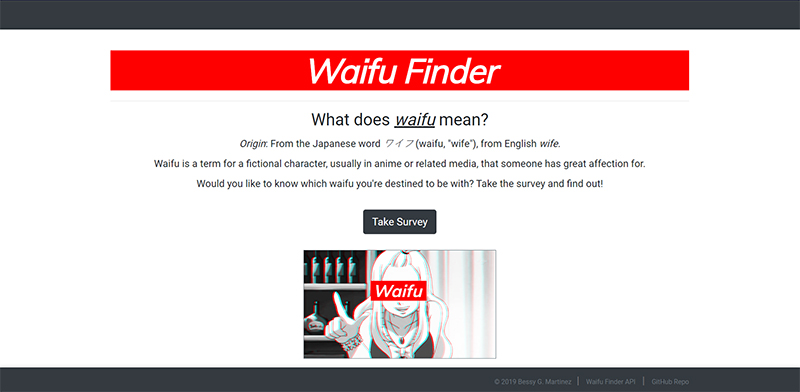 Waifu Finder
What does waifu mean?
Origin: From the Japanese word ワイフ (waifu, "wife"), from English wife.
Waifu is a term for a fictional character, usually in anime or related media, that someone has great affection for.
Would you like to know which waifu you're destined to be with? Take the survey and find out!
Take Survey
Waifu
© 2019 Bessy G. Martinez | Waifu Finder API | GitHub Repo